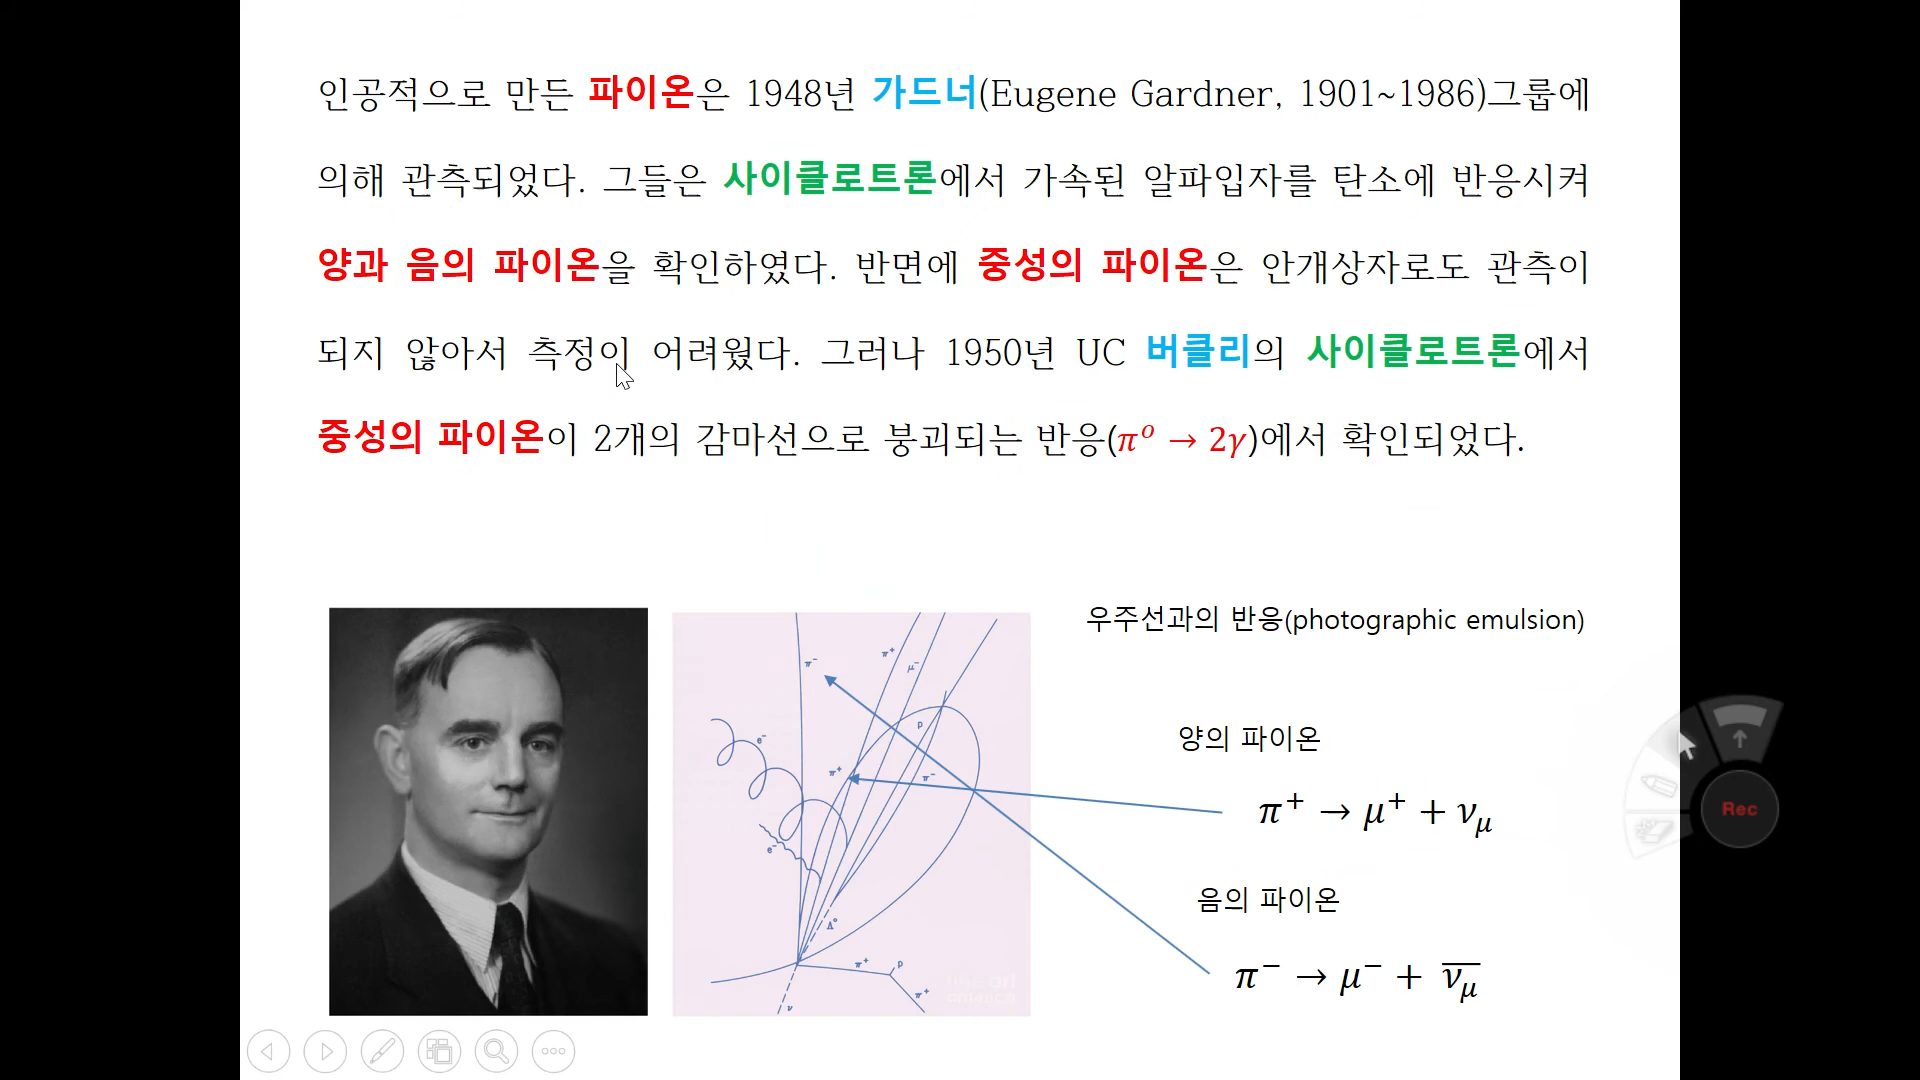 인공적으로 만든 파이온은 1948년 가드너(Eugene Gardner, 1901~1986)그룹에
의해 관측되었다. 그들은 사이클로트론에서 가속된 알파입자를 탄소에 반응시켜
양과 음의 파이온을 확인하였다. 반면에 중성의 파이온은 안개상자로도 관측이
되지 않아서 측정이 어려웠다. 그러나 1950년 UC 버클리의 사이클로트론에서
중성의 파이온이 2개의 감마선으로 붕괴되는 반응(π° → 2γ)에서 확인되었다.
우주선과의 반응(photographic emulsion)
π⁻
π⁺
μ⁻
p
e⁻
π⁺
π⁻
e⁻
Λ°
π⁺
p
π⁺
ν
양의 파이온
π⁺ → μ⁺ + ν_μ
음의 파이온
π⁻ → μ⁻ + ν̅_μ
Rec